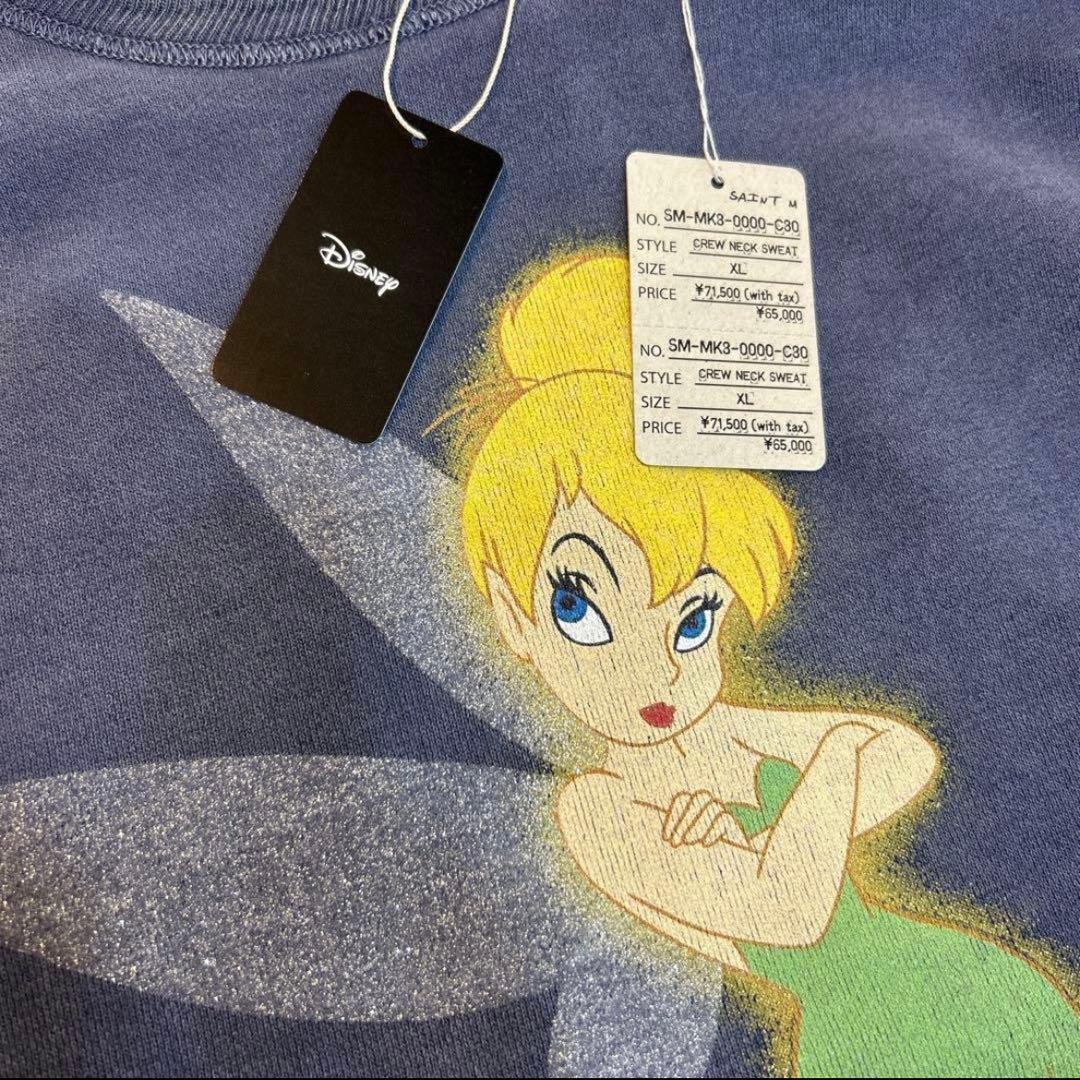 Disney
SAINT M
NO. SM-MK3-0000-C30
STYLE CREW NECK SWEAT
SIZE XL
PRICE ¥71,500 (with tax)
¥65,000
NO. SM-MK3-0000-C30
STYLE CREW NECK SWEAT
SIZE XL
PRICE ¥71,500 (with tax)
¥65,000